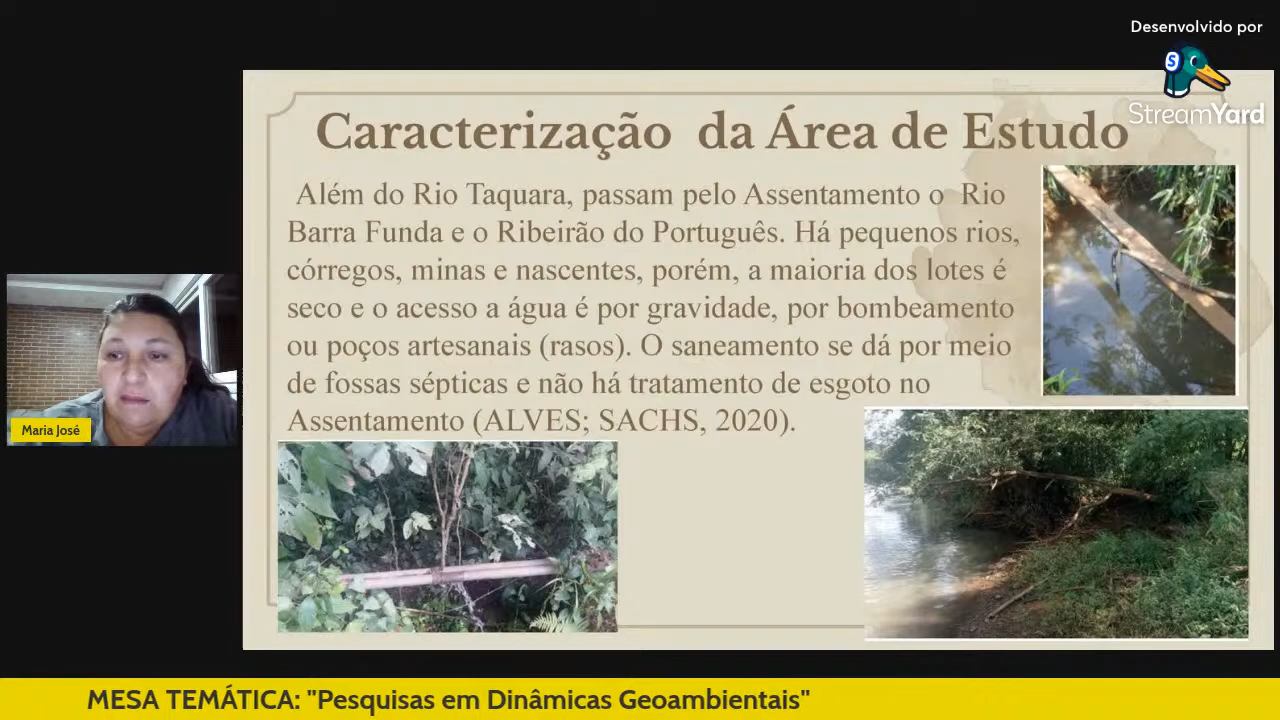 Desenvolvido por
StreamYard
Caracterização da Área de Estudo
Além do Rio Taquara, passam pelo Assentamento o Rio
Barra Funda e o Ribeirão do Português. Há pequenos rios,
córregos, minas e nascentes, porém, a maioria dos lotes é
seco e o acesso a água é por gravidade, por bombeamento
ou poços artesanais (rasos). O saneamento se dá por meio
de fossas sépticas e não há tratamento de esgoto no
Assentamento (ALVES; SACHS, 2020).
Maria José
MESA TEMÁTICA: "Pesquisas em Dinâmicas Geoambientais"